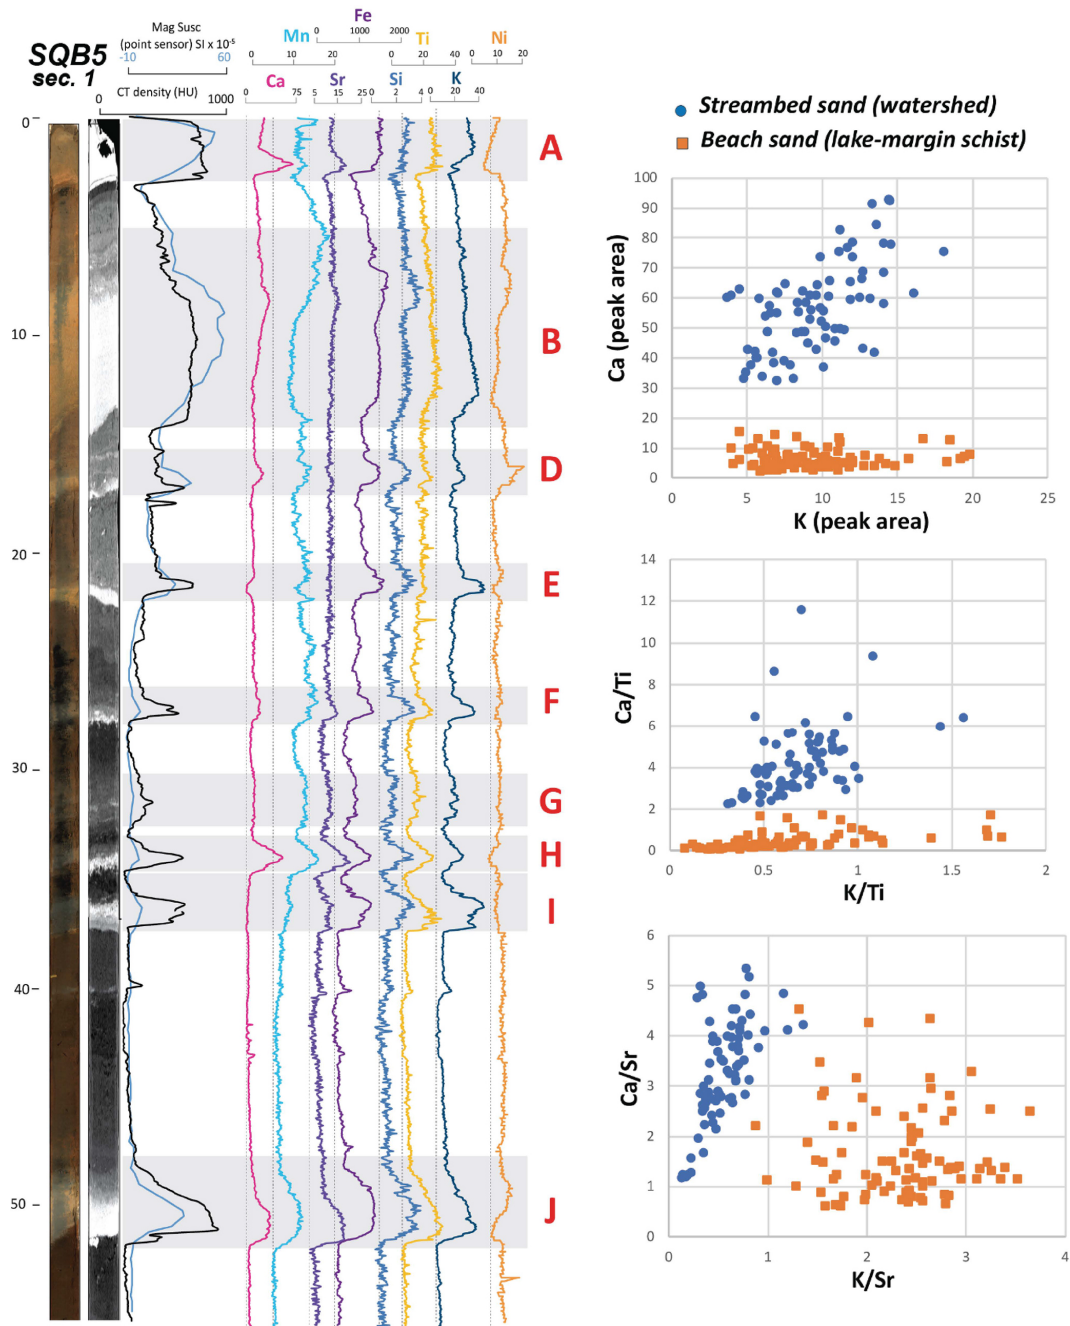 SQB5
sec. 1
Mag Susc
(point sensor) SI x 10-5
-10 60
CT density (HU)
0 1000
Fe
0 1000 2000
Mn Ti Ni
0 10 20 0 20 40 0 10 20
Ca Sr Si K
0 75 5 15 25 0 2 4 0 20 40
0
10
20
30
40
50
A
B
D
E
F
G
H
I
J
Streambed sand (watershed)
Beach sand (lake-margin schist)
Ca (peak area)
100
90
80
70
60
50
40
30
20
10
0
0 5 10 15 20 25
K (peak area)
Ca/Ti
14
12
10
8
6
4
2
0
0 0.5 1 1.5 2
K/Ti
Ca/Sr
6
5
4
3
2
1
0
0 1 2 3 4
K/Sr